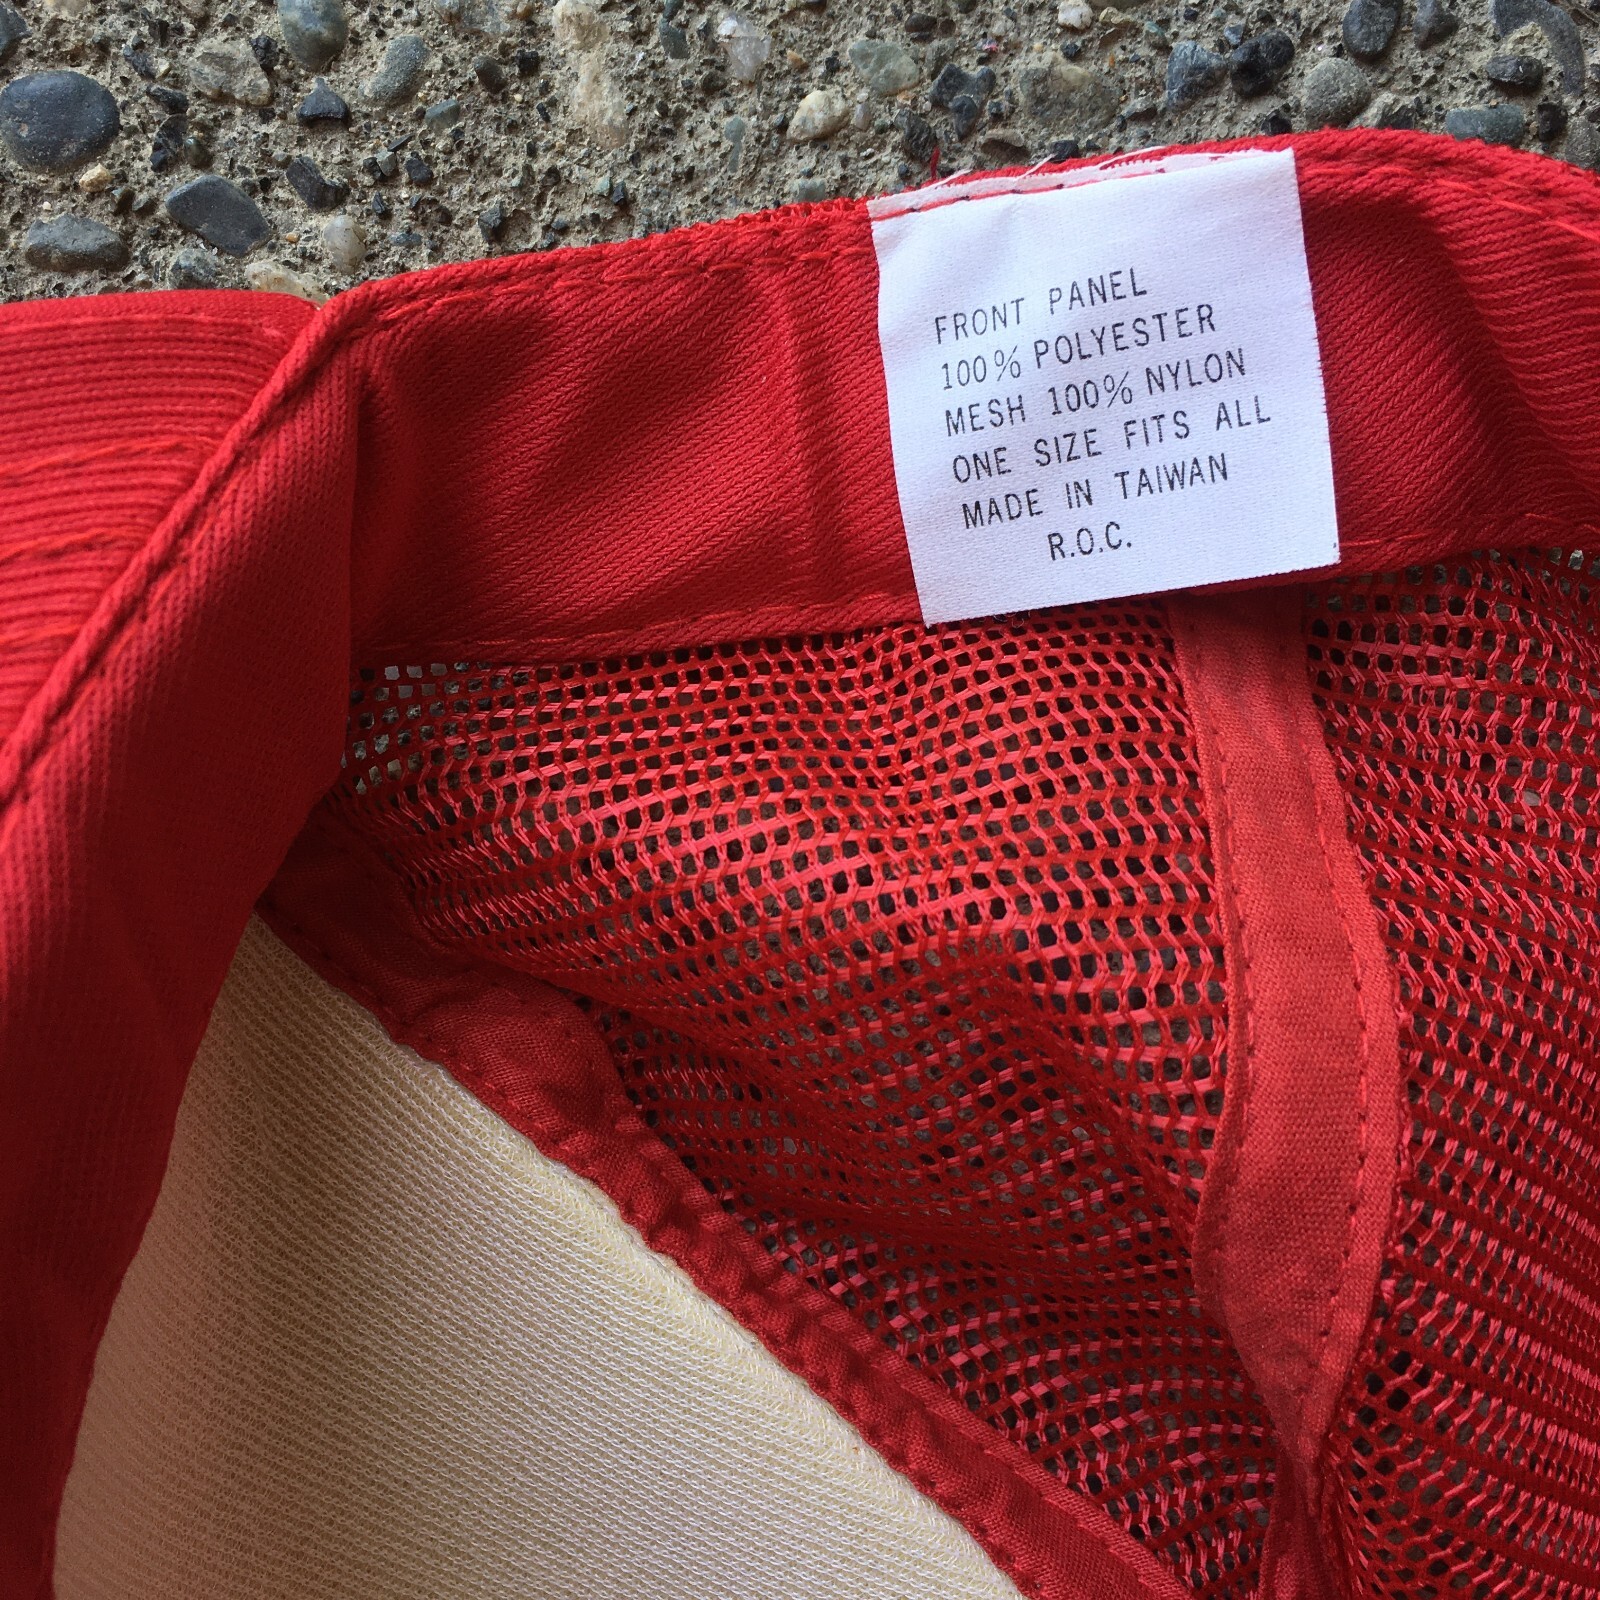 FRONT PANEL
100% POLYESTER
MESH 100% NYLON
ONE SIZE FITS ALL
MADE IN TAIWAN
R.O.C.